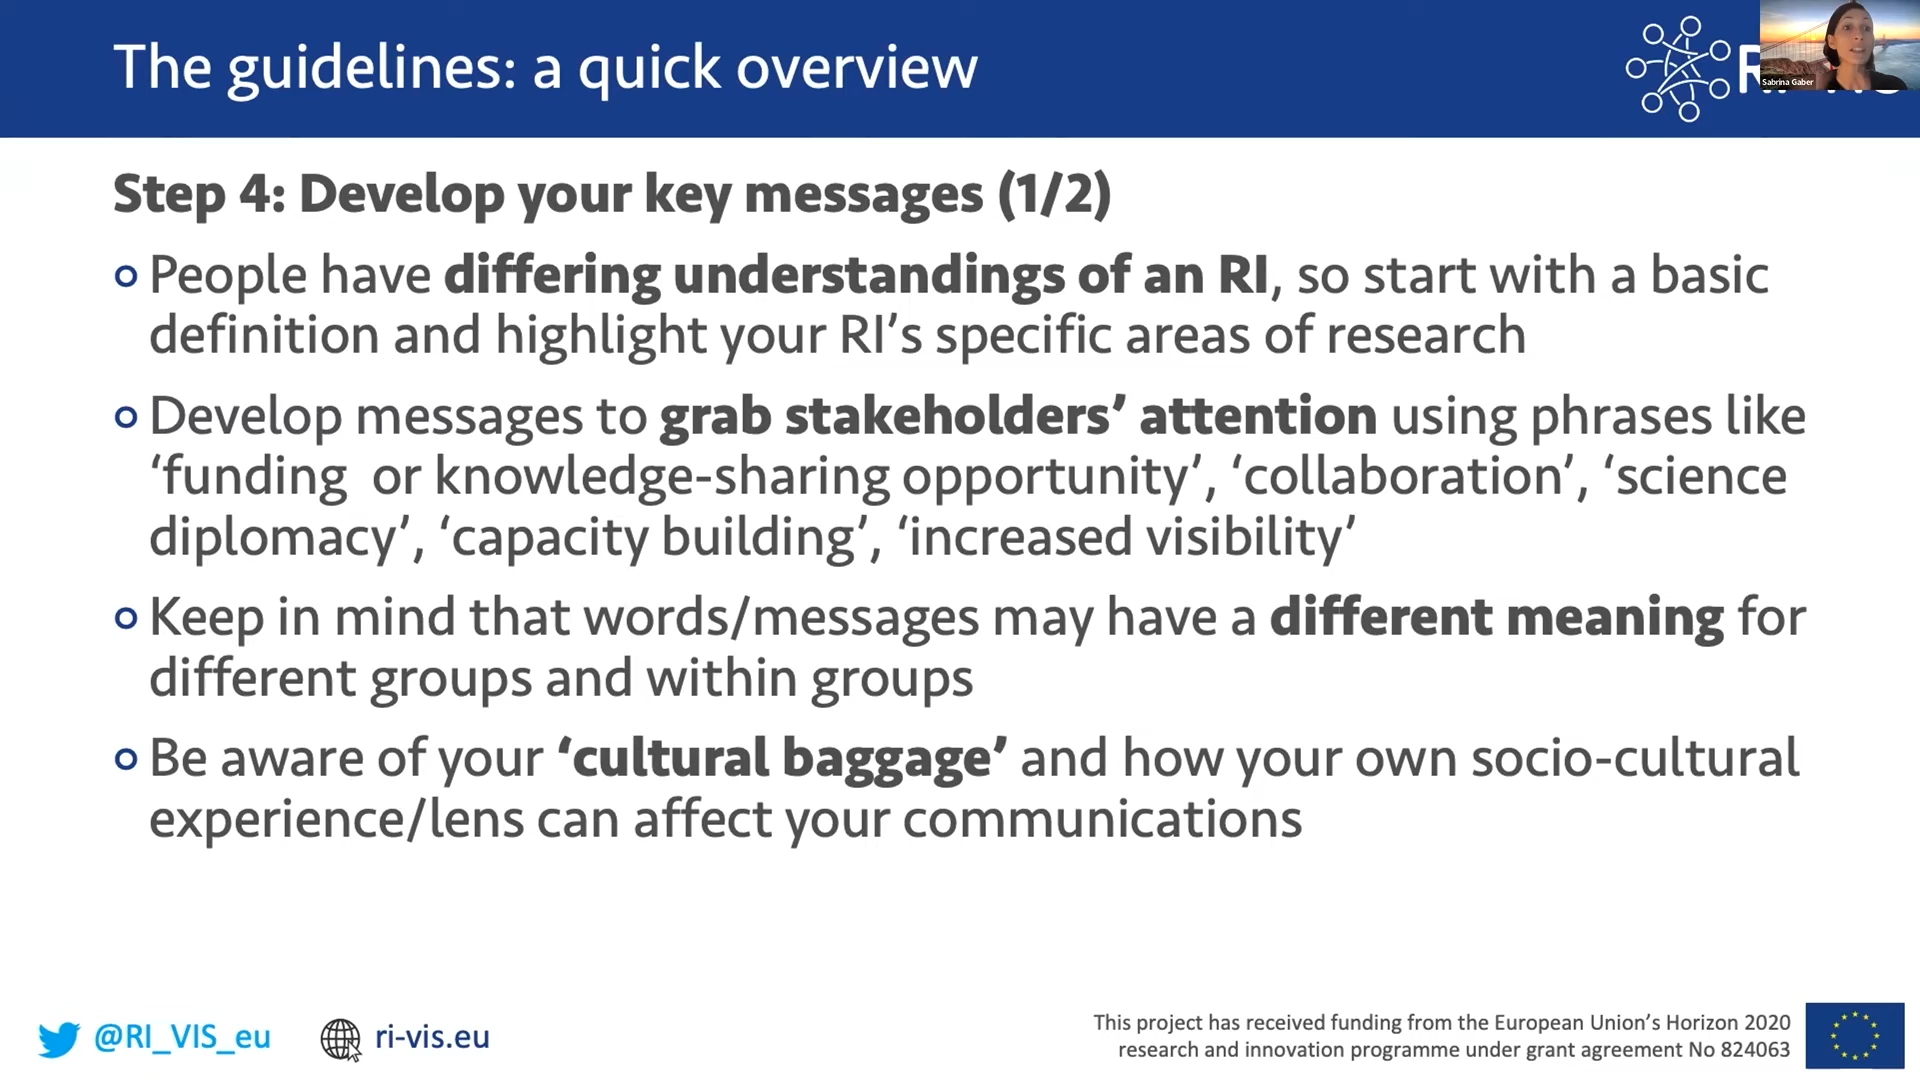 The guidelines: a quick overview
Sabrina Gaber
Step 4: Develop your key messages (1/2)
People have differing understandings of an RI, so start with a basic
definition and highlight your RI’s specific areas of research
Develop messages to grab stakeholders’ attention using phrases like
‘funding or knowledge-sharing opportunity’, ‘collaboration’, ‘science
diplomacy’, ‘capacity building’, ‘increased visibility’
Keep in mind that words/messages may have a different meaning for
different groups and within groups
Be aware of your ‘cultural baggage’ and how your own socio-cultural
experience/lens can affect your communications
@RI_VIS_eu
ri-vis.eu
This project has received funding from the European Union’s Horizon 2020
research and innovation programme under grant agreement No 824063